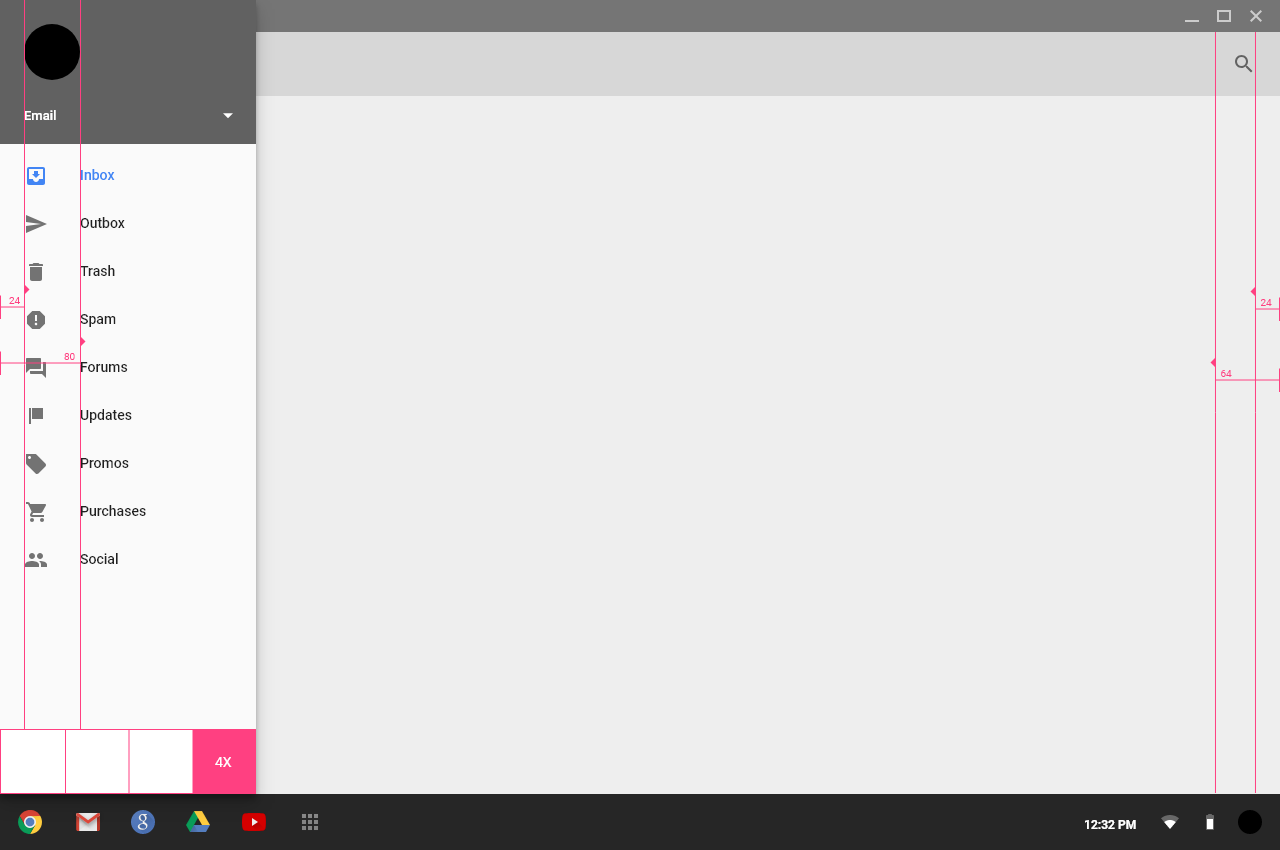 Email
Inbox
Outbox
Trash
24
24
Spam
80
Forums
64
Updates
Promos
Purchases
Social
4X
g
12:32 PM